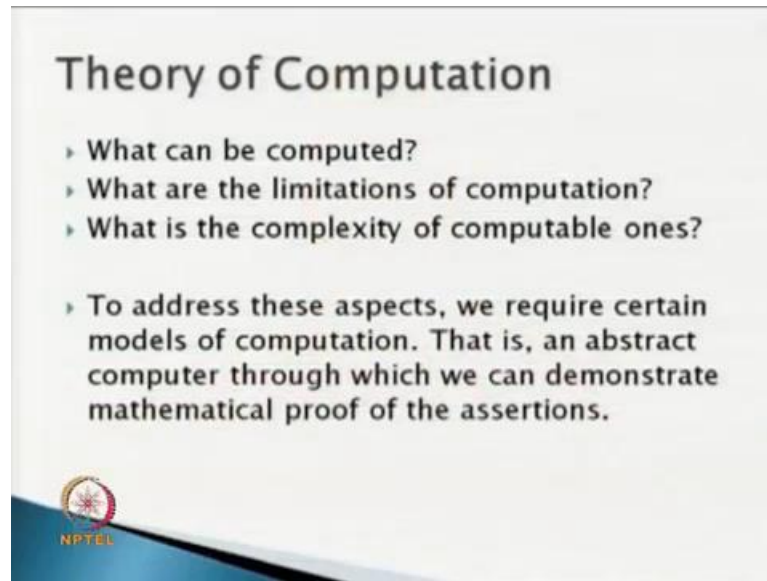 Theory of Computation
What can be computed?
What are the limitations of computation?
What is the complexity of computable ones?
To address these aspects, we require certain
models of computation. That is, an abstract
computer through which we can demonstrate
mathematical proof of the assertions.
NPTEL